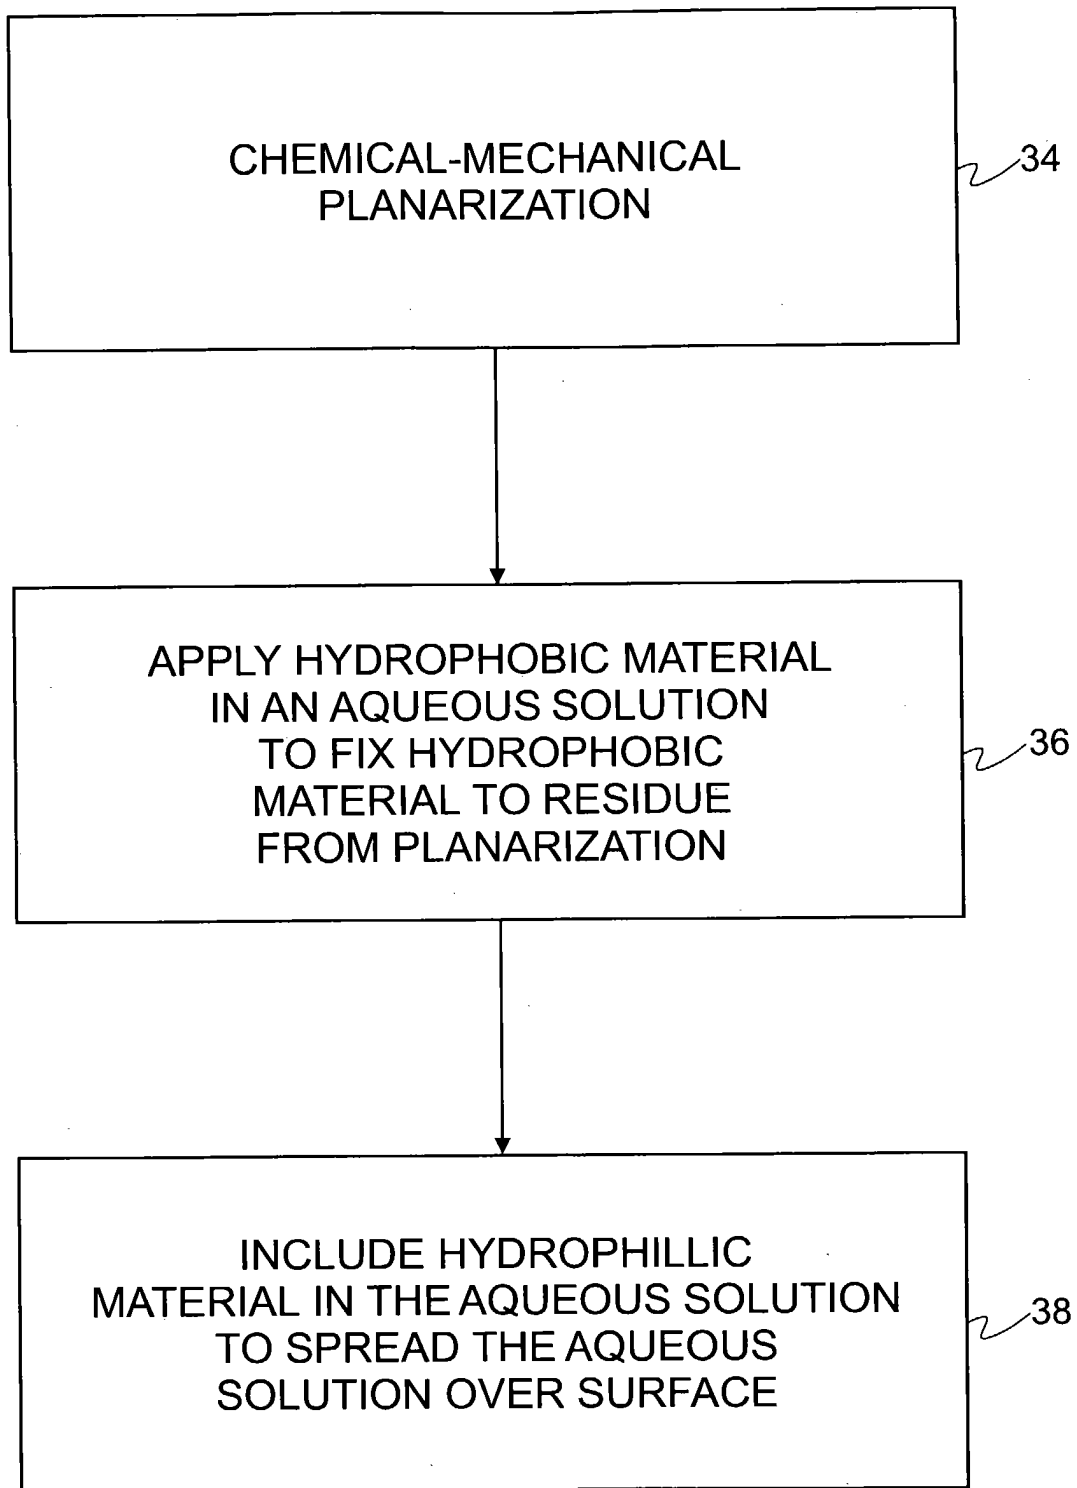 CHEMICAL-MECHANICAL
PLANARIZATION
34
APPLY HYDROPHOBIC MATERIAL
IN AN AQUEOUS SOLUTION
TO FIX HYDROPHOBIC
MATERIAL TO RESIDUE
FROM PLANARIZATION
36
INCLUDE HYDROPHILLIC
MATERIAL IN THE AQUEOUS SOLUTION
TO SPREAD THE AQUEOUS
SOLUTION OVER SURFACE
38